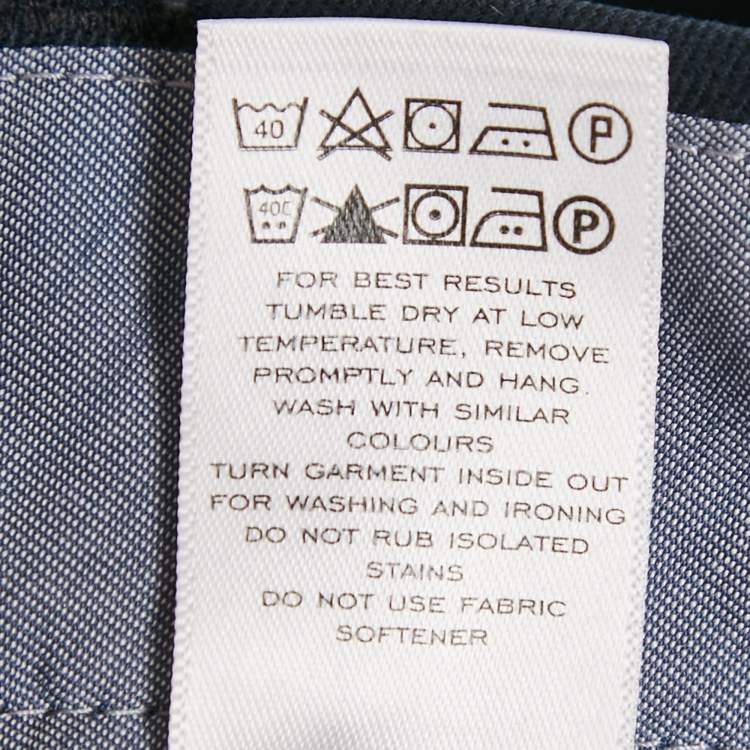 40 P
40C P
FOR BEST RESULTS
TUMBLE DRY AT LOW
TEMPERATURE, REMOVE
PROMPTLY AND HANG.
WASH WITH SIMILAR
COLOURS
TURN GARMENT INSIDE OUT
FOR WASHING AND IRONING
DO NOT RUB ISOLATED
STAINS
DO NOT USE FABRIC
SOFTENER